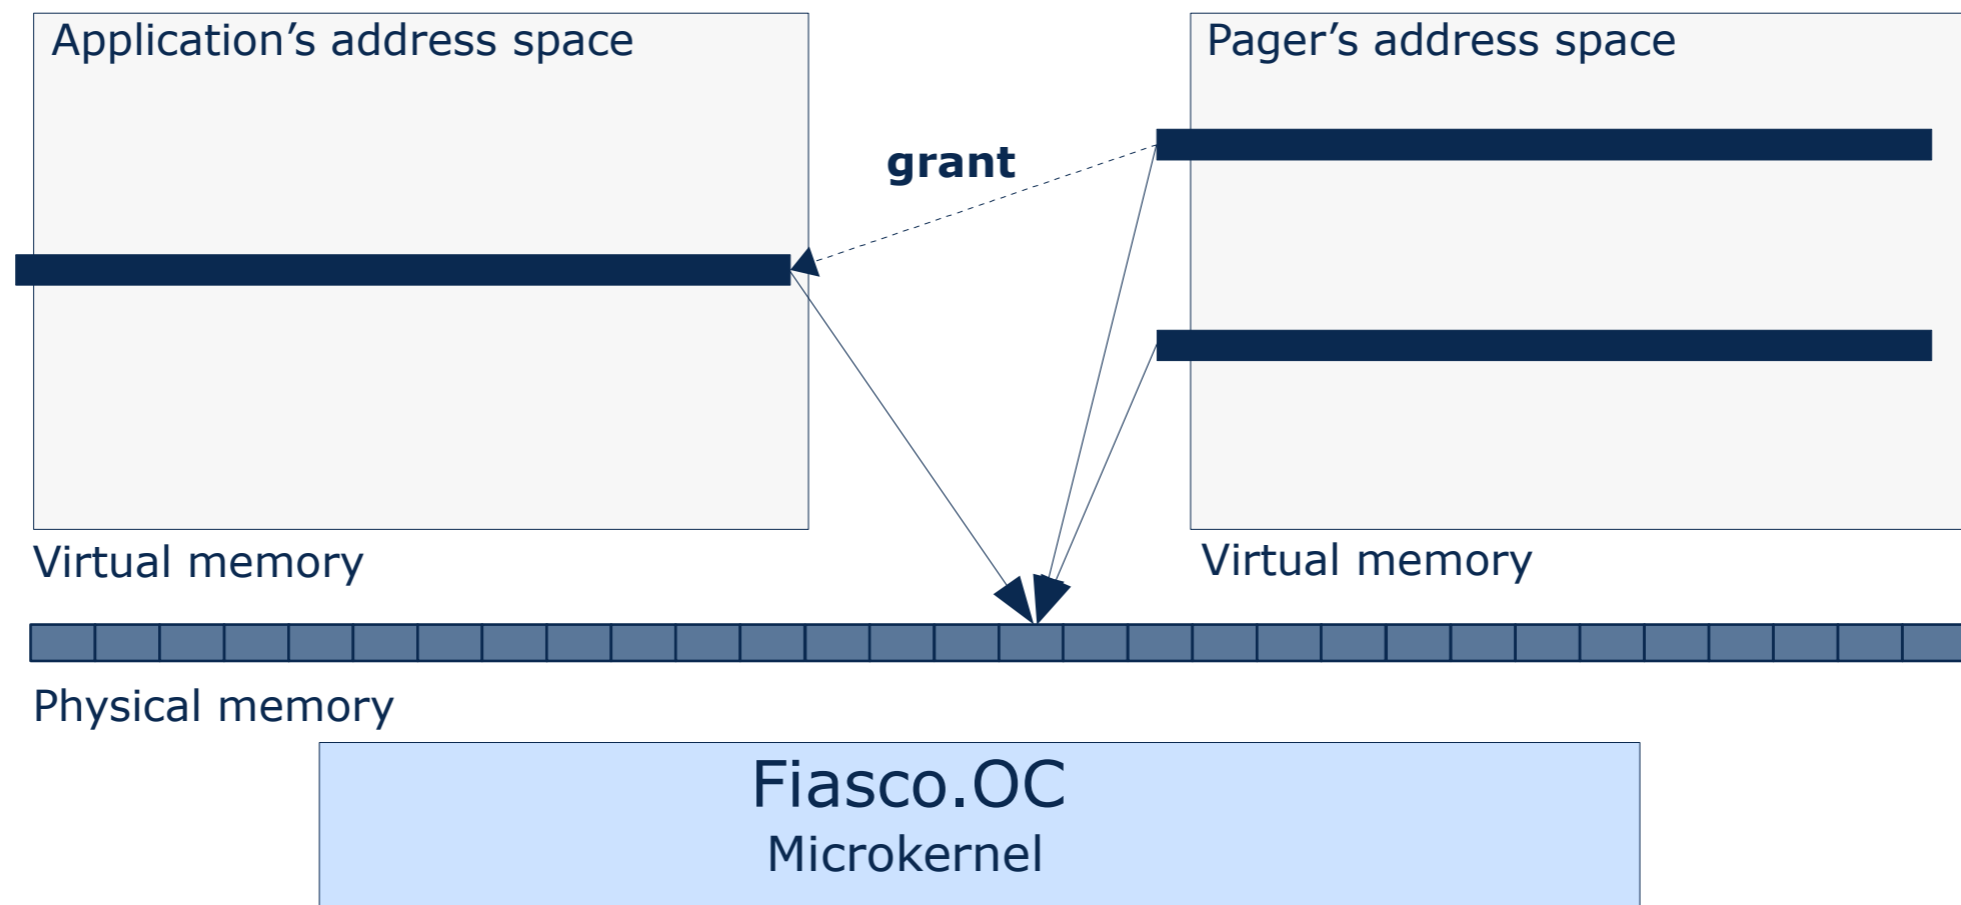 Application’s address space
Pager’s address space
grant
Virtual memory
Virtual memory
Physical memory
Fiasco.OC
Microkernel